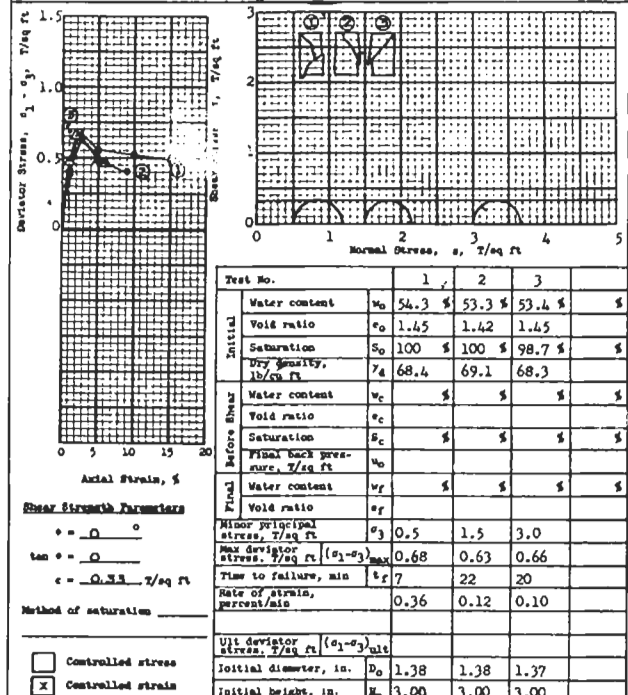 Deviator Stress, σ1 - σ3, T/sq ft
1.5
1.0
0.5
0
0 5 10 15 20
Axial Strain, %
3
2
1
0
0 1 2 3 4 5
Normal Stress, s, T/sq ft
① ② ③
③
② ①
Test No. 1 2 3
Initial
Water content w₀ 54.3 % 53.3 % 53.4 % %
Void ratio e₀ 1.45 1.42 1.45
Saturation S₀ 100 % 100 % 98.7 % %
Dry density, lb/cu ft γd 68.4 69.1 68.3
Before Shear
Water content wc % % % %
Void ratio ec
Saturation Sc % % % %
Final back pressure, T/sq ft u₀
Final
Water content wf % % % %
Void ratio ef
Minor principal stress, T/sq ft σ3 0.5 1.5 3.0
Max deviator stress, T/sq ft (σ1-σ3)max 0.68 0.63 0.66
Time to failure, min tf 7 22 20
Rate of strain, percent/min 0.36 0.12 0.10
Ult deviator stress, T/sq ft (σ1-σ3)ult
Initial diameter, in. D₀ 1.38 1.38 1.37
Initial height, in. H₀ 3.00 3.00 3.00
Shear Strength Parameters
φ = 0 °
tan φ = 0
c = 0.33 T/sq ft
Method of saturation
Controlled stress
X Controlled strain